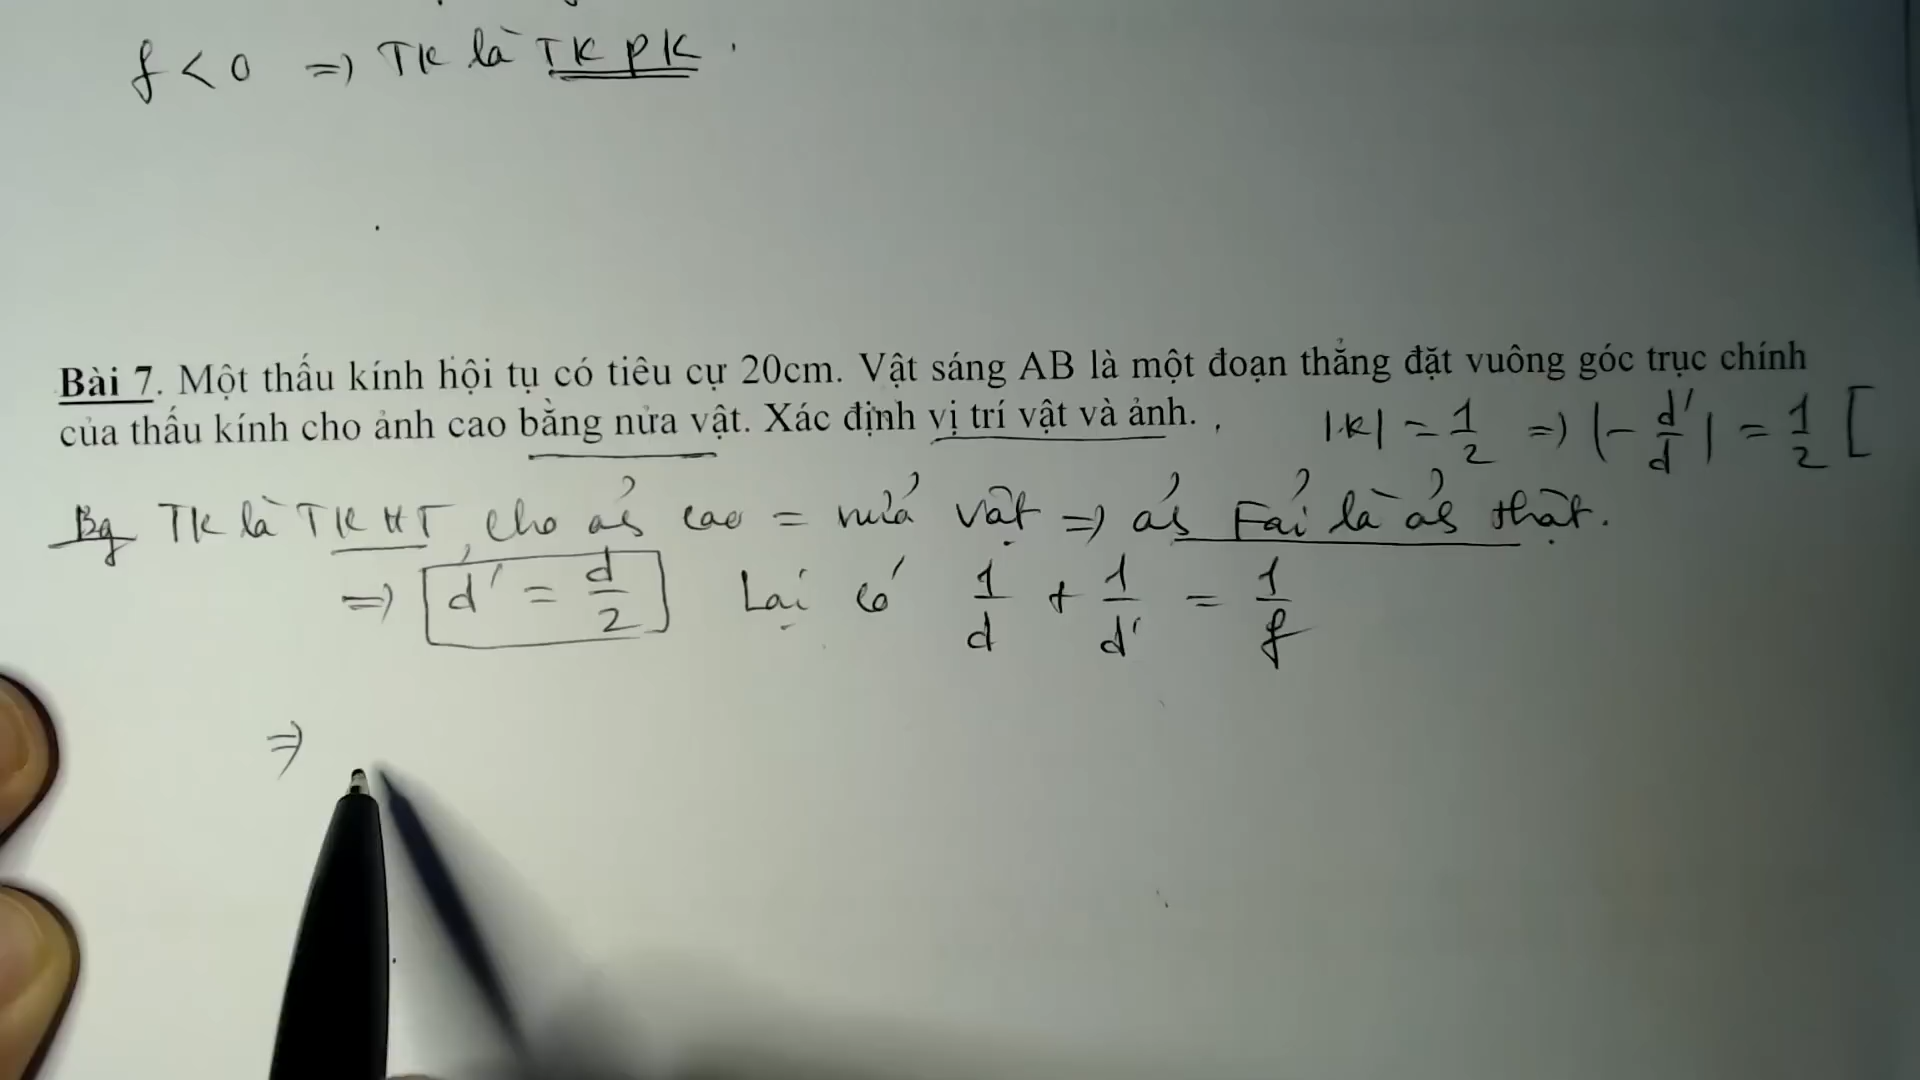 f < 0 => TK là TKPK.
Bài 7. Một thấu kính hội tụ có tiêu cự 20cm. Vật sáng AB là một đoạn thẳng đặt vuông góc trục chính
của thấu kính cho ảnh cao bằng nửa vật. Xác định vị trí vật và ảnh.
|k| = 1/2 => |-d'/d| = 1/2 [
Bg TK là TKHT, cho ả's cao = nửa vật => ả's Fải là ả's thật.
=> d' = d/2 Lại có 1/d + 1/d' = 1/f
=>